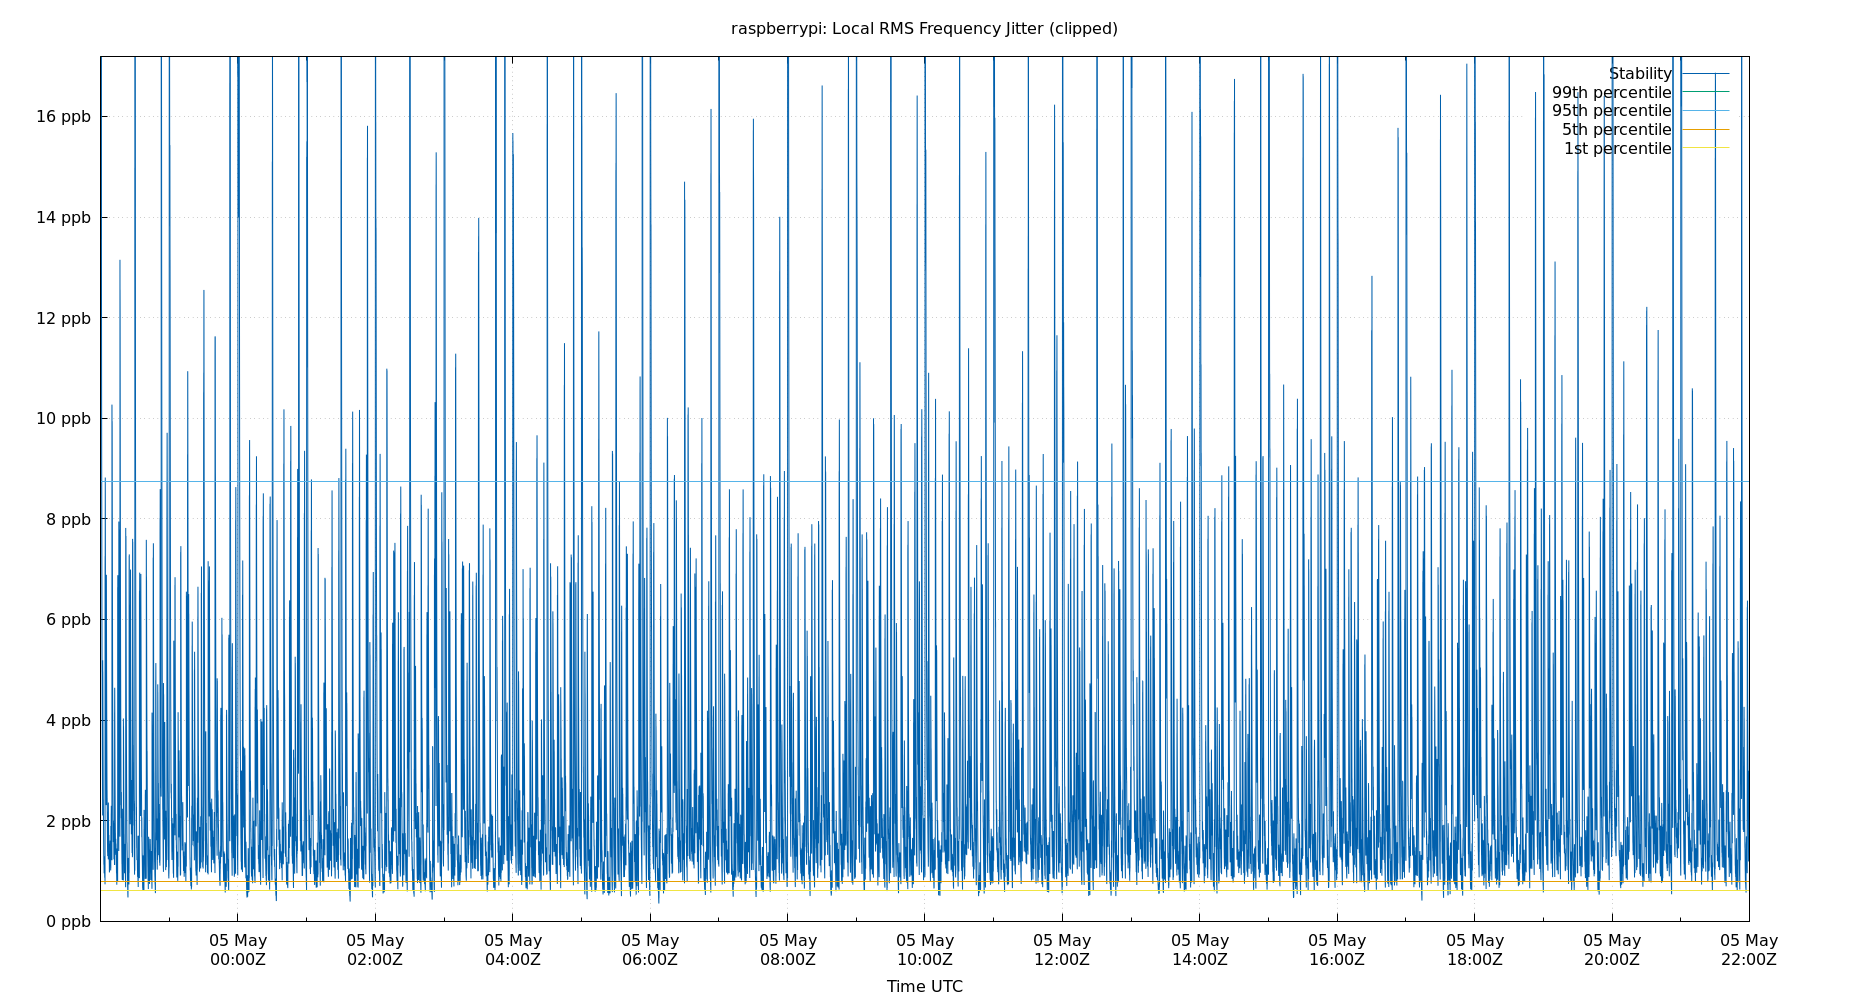 raspberrypi: Local RMS Frequency Jitter (clipped)
Stability
99th percentile
95th percentile
5th percentile
1st percentile
16 ppb
14 ppb
12 ppb
10 ppb
8 ppb
6 ppb
4 ppb
2 ppb
0 ppb
05 May 05 May 05 May 05 May 05 May 05 May 05 May 05 May 05 May 05 May 05 May 05 May
00:00Z 02:00Z 04:00Z 06:00Z 08:00Z 10:00Z 12:00Z 14:00Z 16:00Z 18:00Z 20:00Z 22:00Z
Time UTC